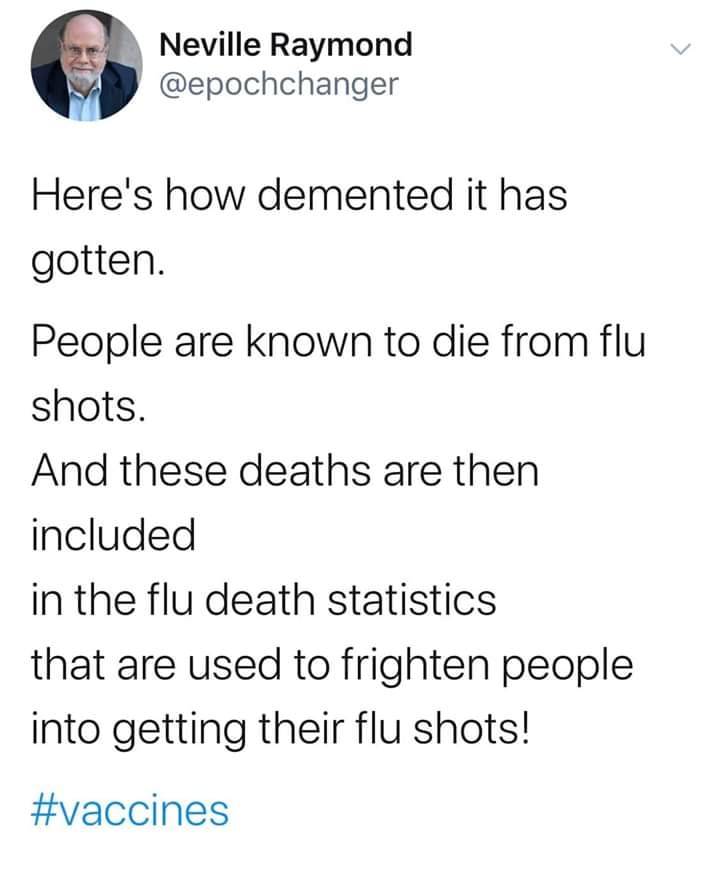 Neville Raymond
@epochchanger
Here's how demented it has
gotten.
People are known to die from flu
shots.
And these deaths are then
included
in the flu death statistics
that are used to frighten people
into getting their flu shots!
#vaccines